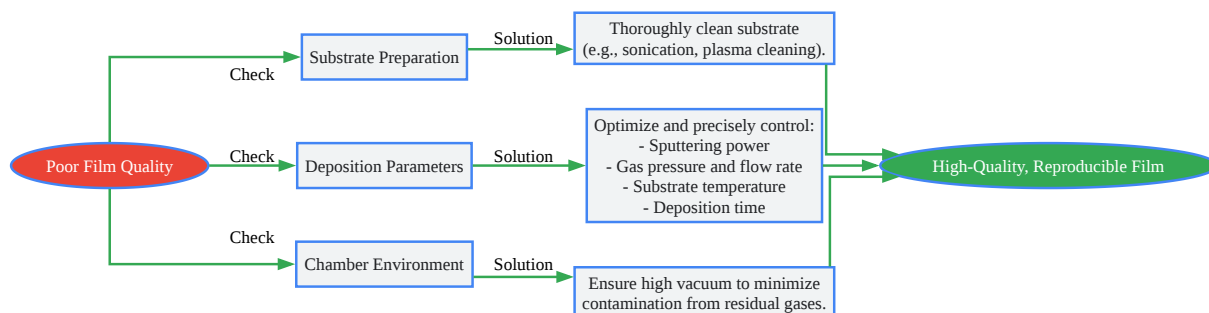 Poor Film Quality
Check
Substrate Preparation
Solution
Thoroughly clean substrate
(e.g., sonication, plasma cleaning).
Check
Deposition Parameters
Solution
Optimize and precisely control:
- Sputtering power
- Gas pressure and flow rate
- Substrate temperature
- Deposition time
Check
Chamber Environment
Solution
Ensure high vacuum to minimize
contamination from residual gases.
High-Quality, Reproducible Film